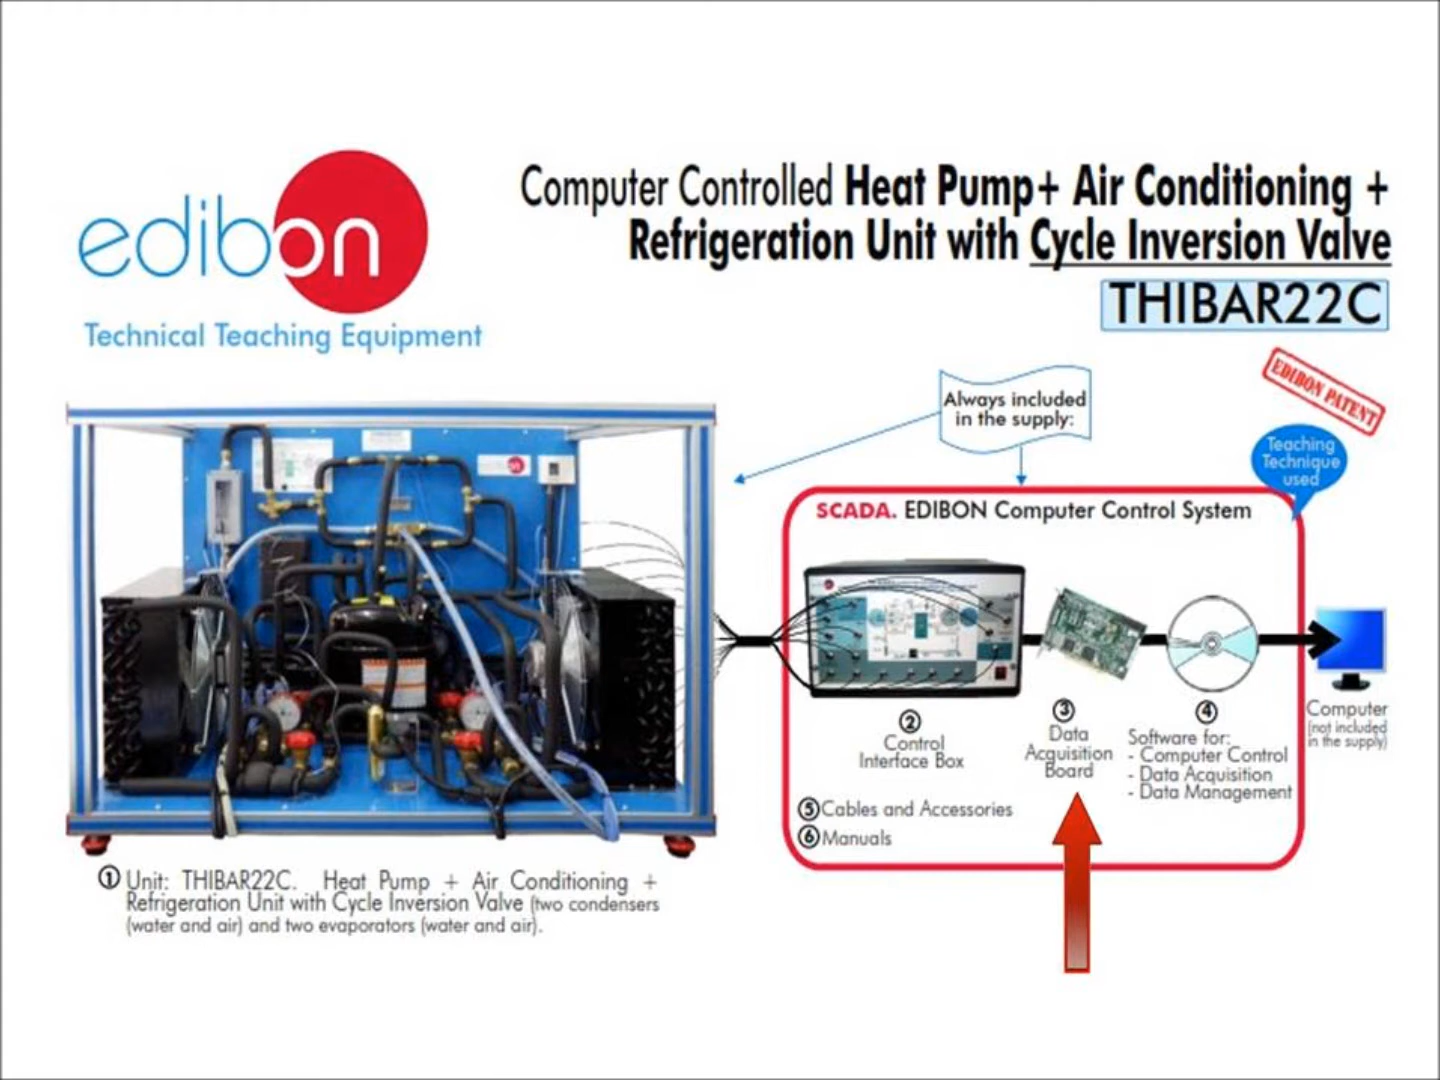 edibon
Technical Teaching Equipment
Computer Controlled Heat Pump+ Air Conditioning +
Refrigeration Unit with Cycle Inversion Valve
THIBAR22C
EDIBON PATENT
Always included
in the supply:
Teaching
Technique
used
SCADA. EDIBON Computer Control System
2
Control
Interface Box
3
Data
Acquisition
Board
4
Software for:
- Computer Control
- Data Acquisition
- Data Management
Computer
(not included
in the supply)
5 Cables and Accessories
6 Manuals
1 Unit: THIBAR22C. Heat Pump + Air Conditioning +
Refrigeration Unit with Cycle Inversion Valve (two condensers
(water and air) and two evaporators (water and air).